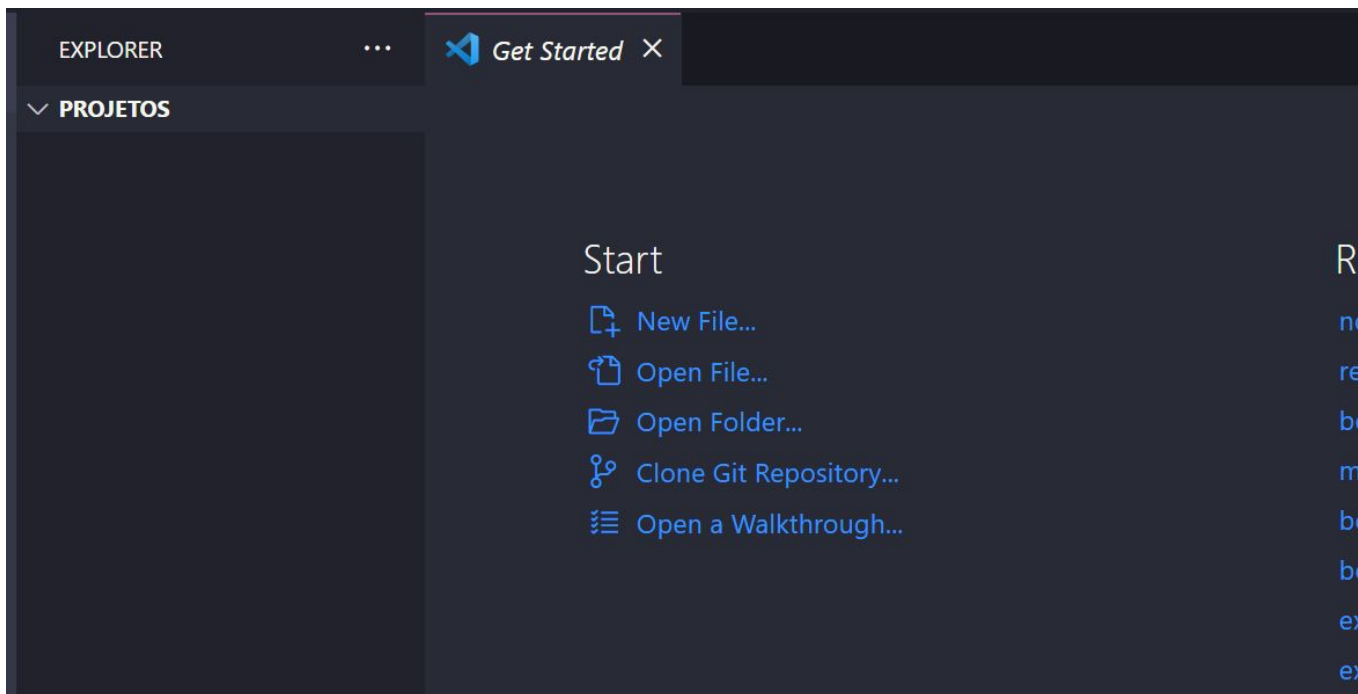 EXPLORER
Get Started
PROJETOS
Start
New File...
Open File...
Open Folder...
Clone Git Repository...
Open a Walkthrough...